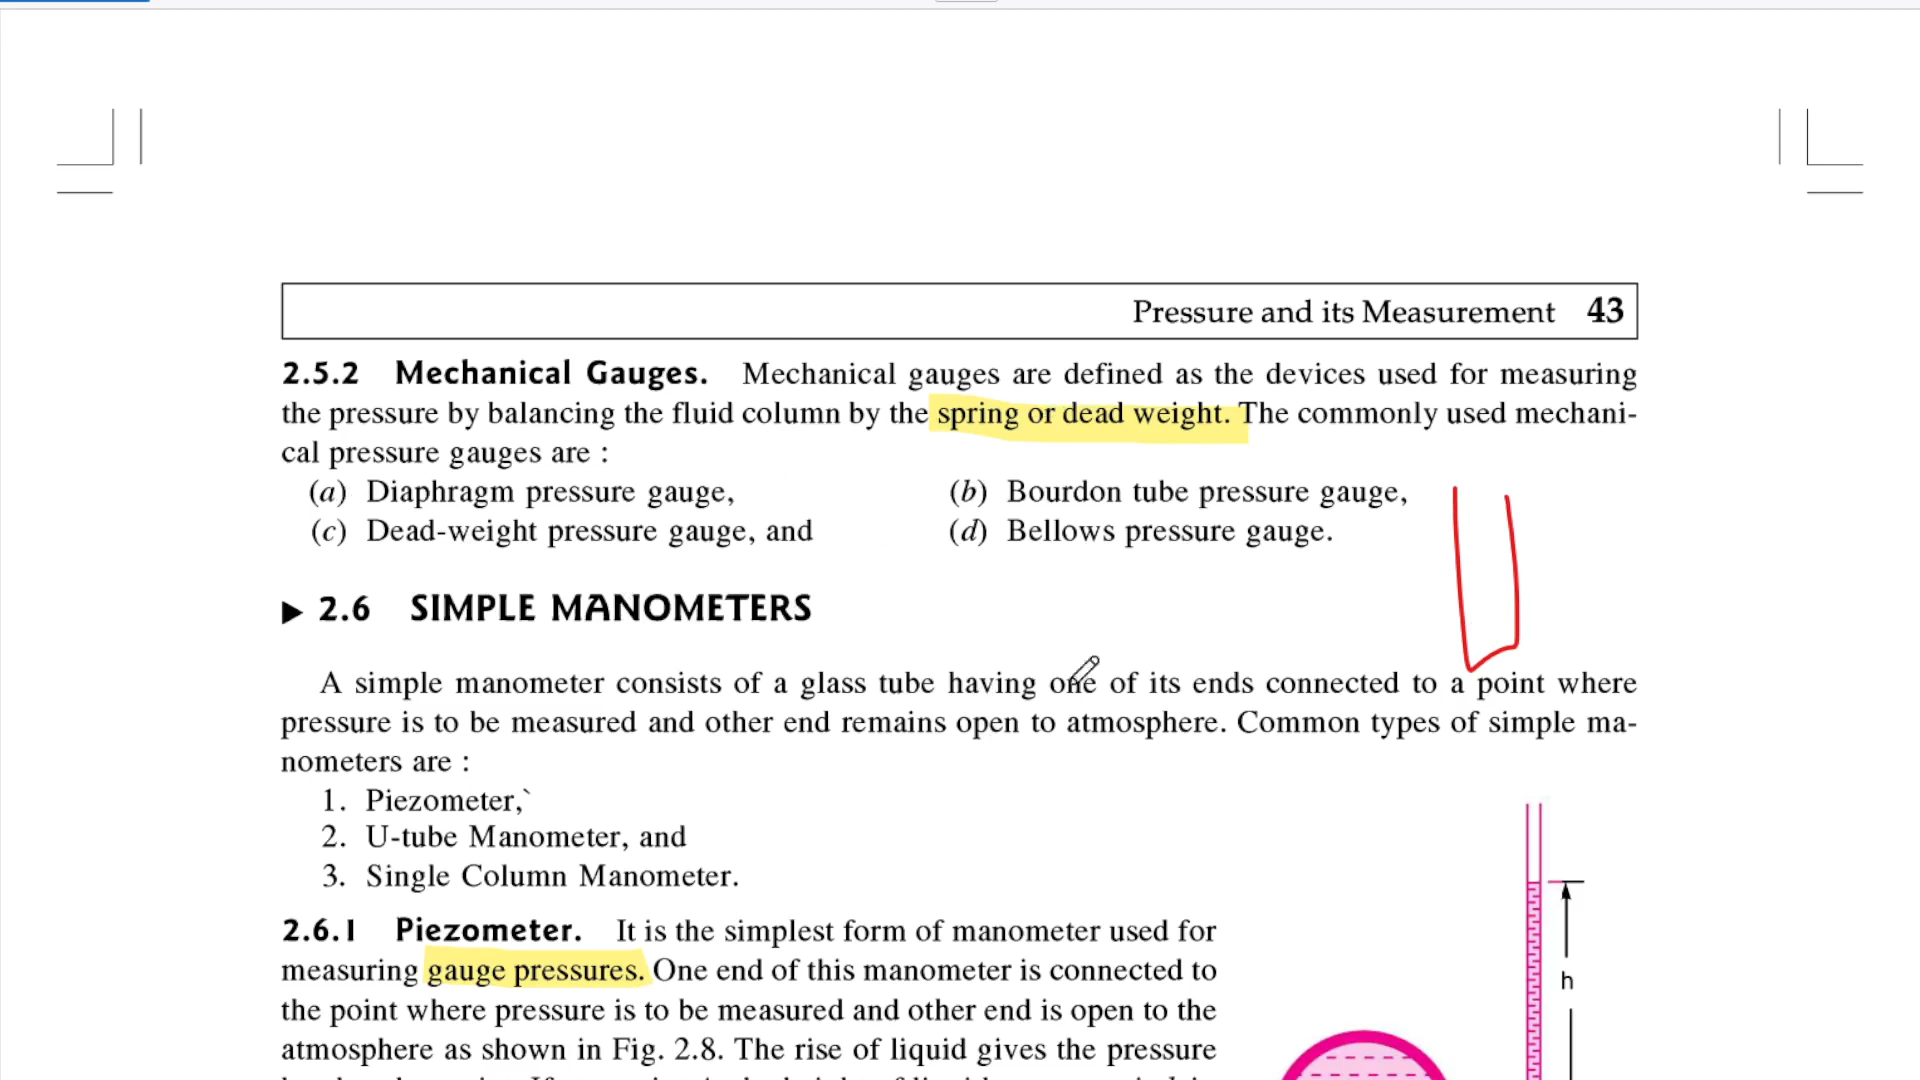 Pressure and its Measurement 43
2.5.2 Mechanical Gauges. Mechanical gauges are defined as the devices used for measuring
the pressure by balancing the fluid column by the spring or dead weight. The commonly used mechani-
cal pressure gauges are :
(a) Diaphragm pressure gauge, (b) Bourdon tube pressure gauge,
(c) Dead-weight pressure gauge, and (d) Bellows pressure gauge.
▶ 2.6 SIMPLE MANOMETERS
A simple manometer consists of a glass tube having one of its ends connected to a point where
pressure is to be measured and other end remains open to atmosphere. Common types of simple ma-
nometers are :
1. Piezometer,`
2. U-tube Manometer, and
3. Single Column Manometer.
2.6.1 Piezometer. It is the simplest form of manometer used for
measuring gauge pressures. One end of this manometer is connected to
the point where pressure is to be measured and other end is open to the
atmosphere as shown in Fig. 2.8. The rise of liquid gives the pressure
h